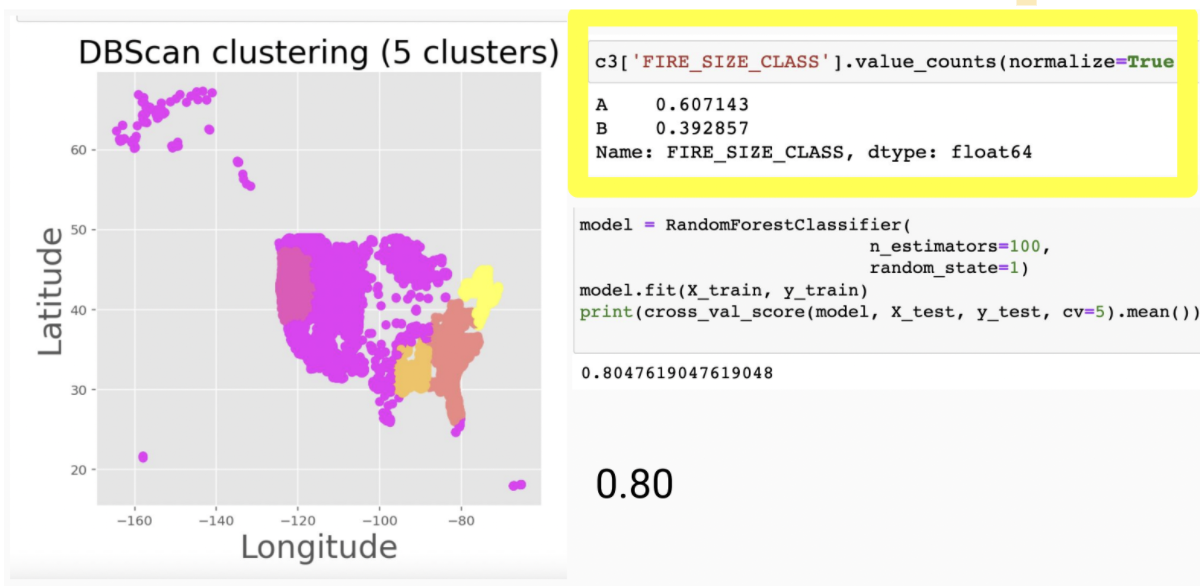 DBScan clustering (5 clusters)
60
50
40
30
20
Latitude
−160
−140
−120
−100
−80
Longitude
c3['FIRE_SIZE_CLASS'].value_counts(normalize=True
A 0.607143
B 0.392857
Name: FIRE_SIZE_CLASS, dtype: float64
model = RandomForestClassifier(
n_estimators=100,
random_state=1)
model.fit(X_train, y_train)
print(cross_val_score(model, X_test, y_test, cv=5).mean())
0.8047619047619048
0.80